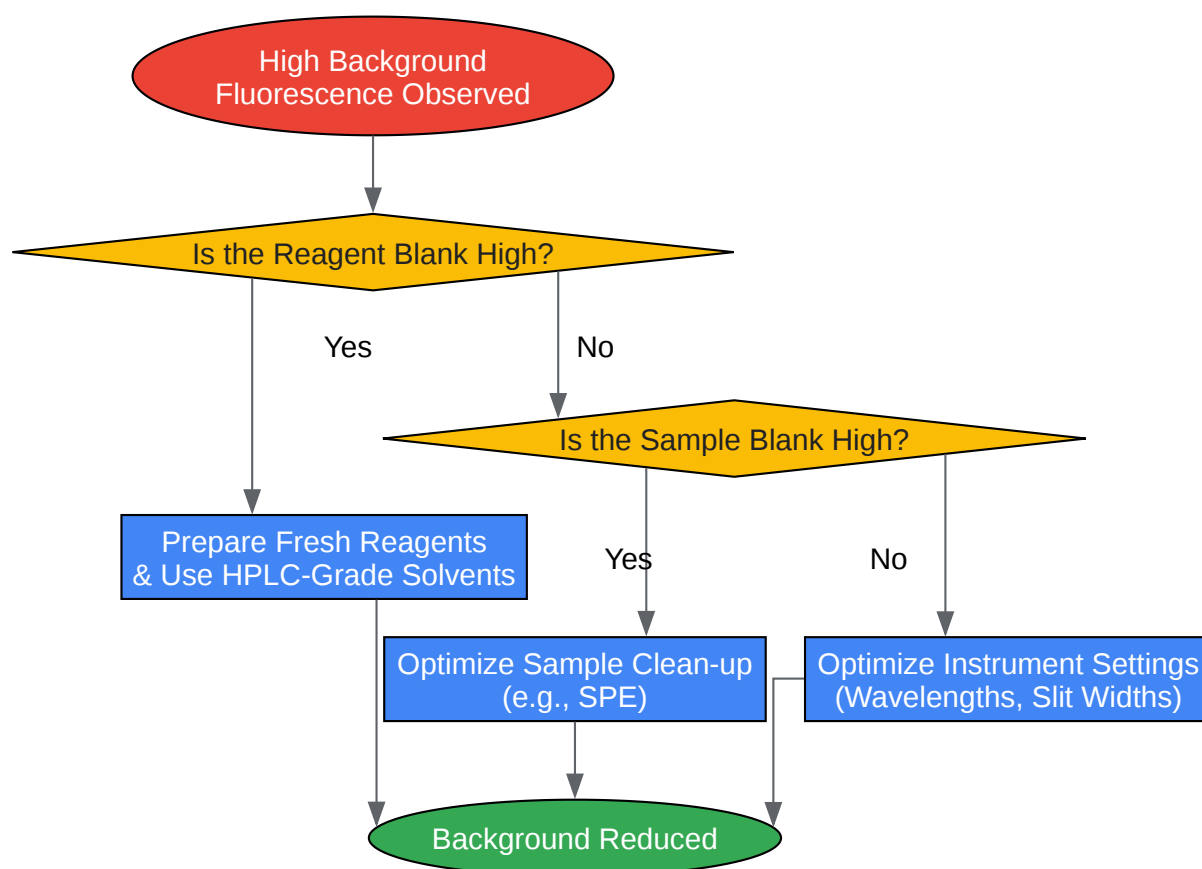 High Background
Fluorescence Observed
Is the Reagent Blank High?
Yes
No
Is the Sample Blank High?
Prepare Fresh Reagents
& Use HPLC-Grade Solvents
Yes
No
Optimize Sample Clean-up
(e.g., SPE)
Optimize Instrument Settings
(Wavelengths, Slit Widths)
Background Reduced